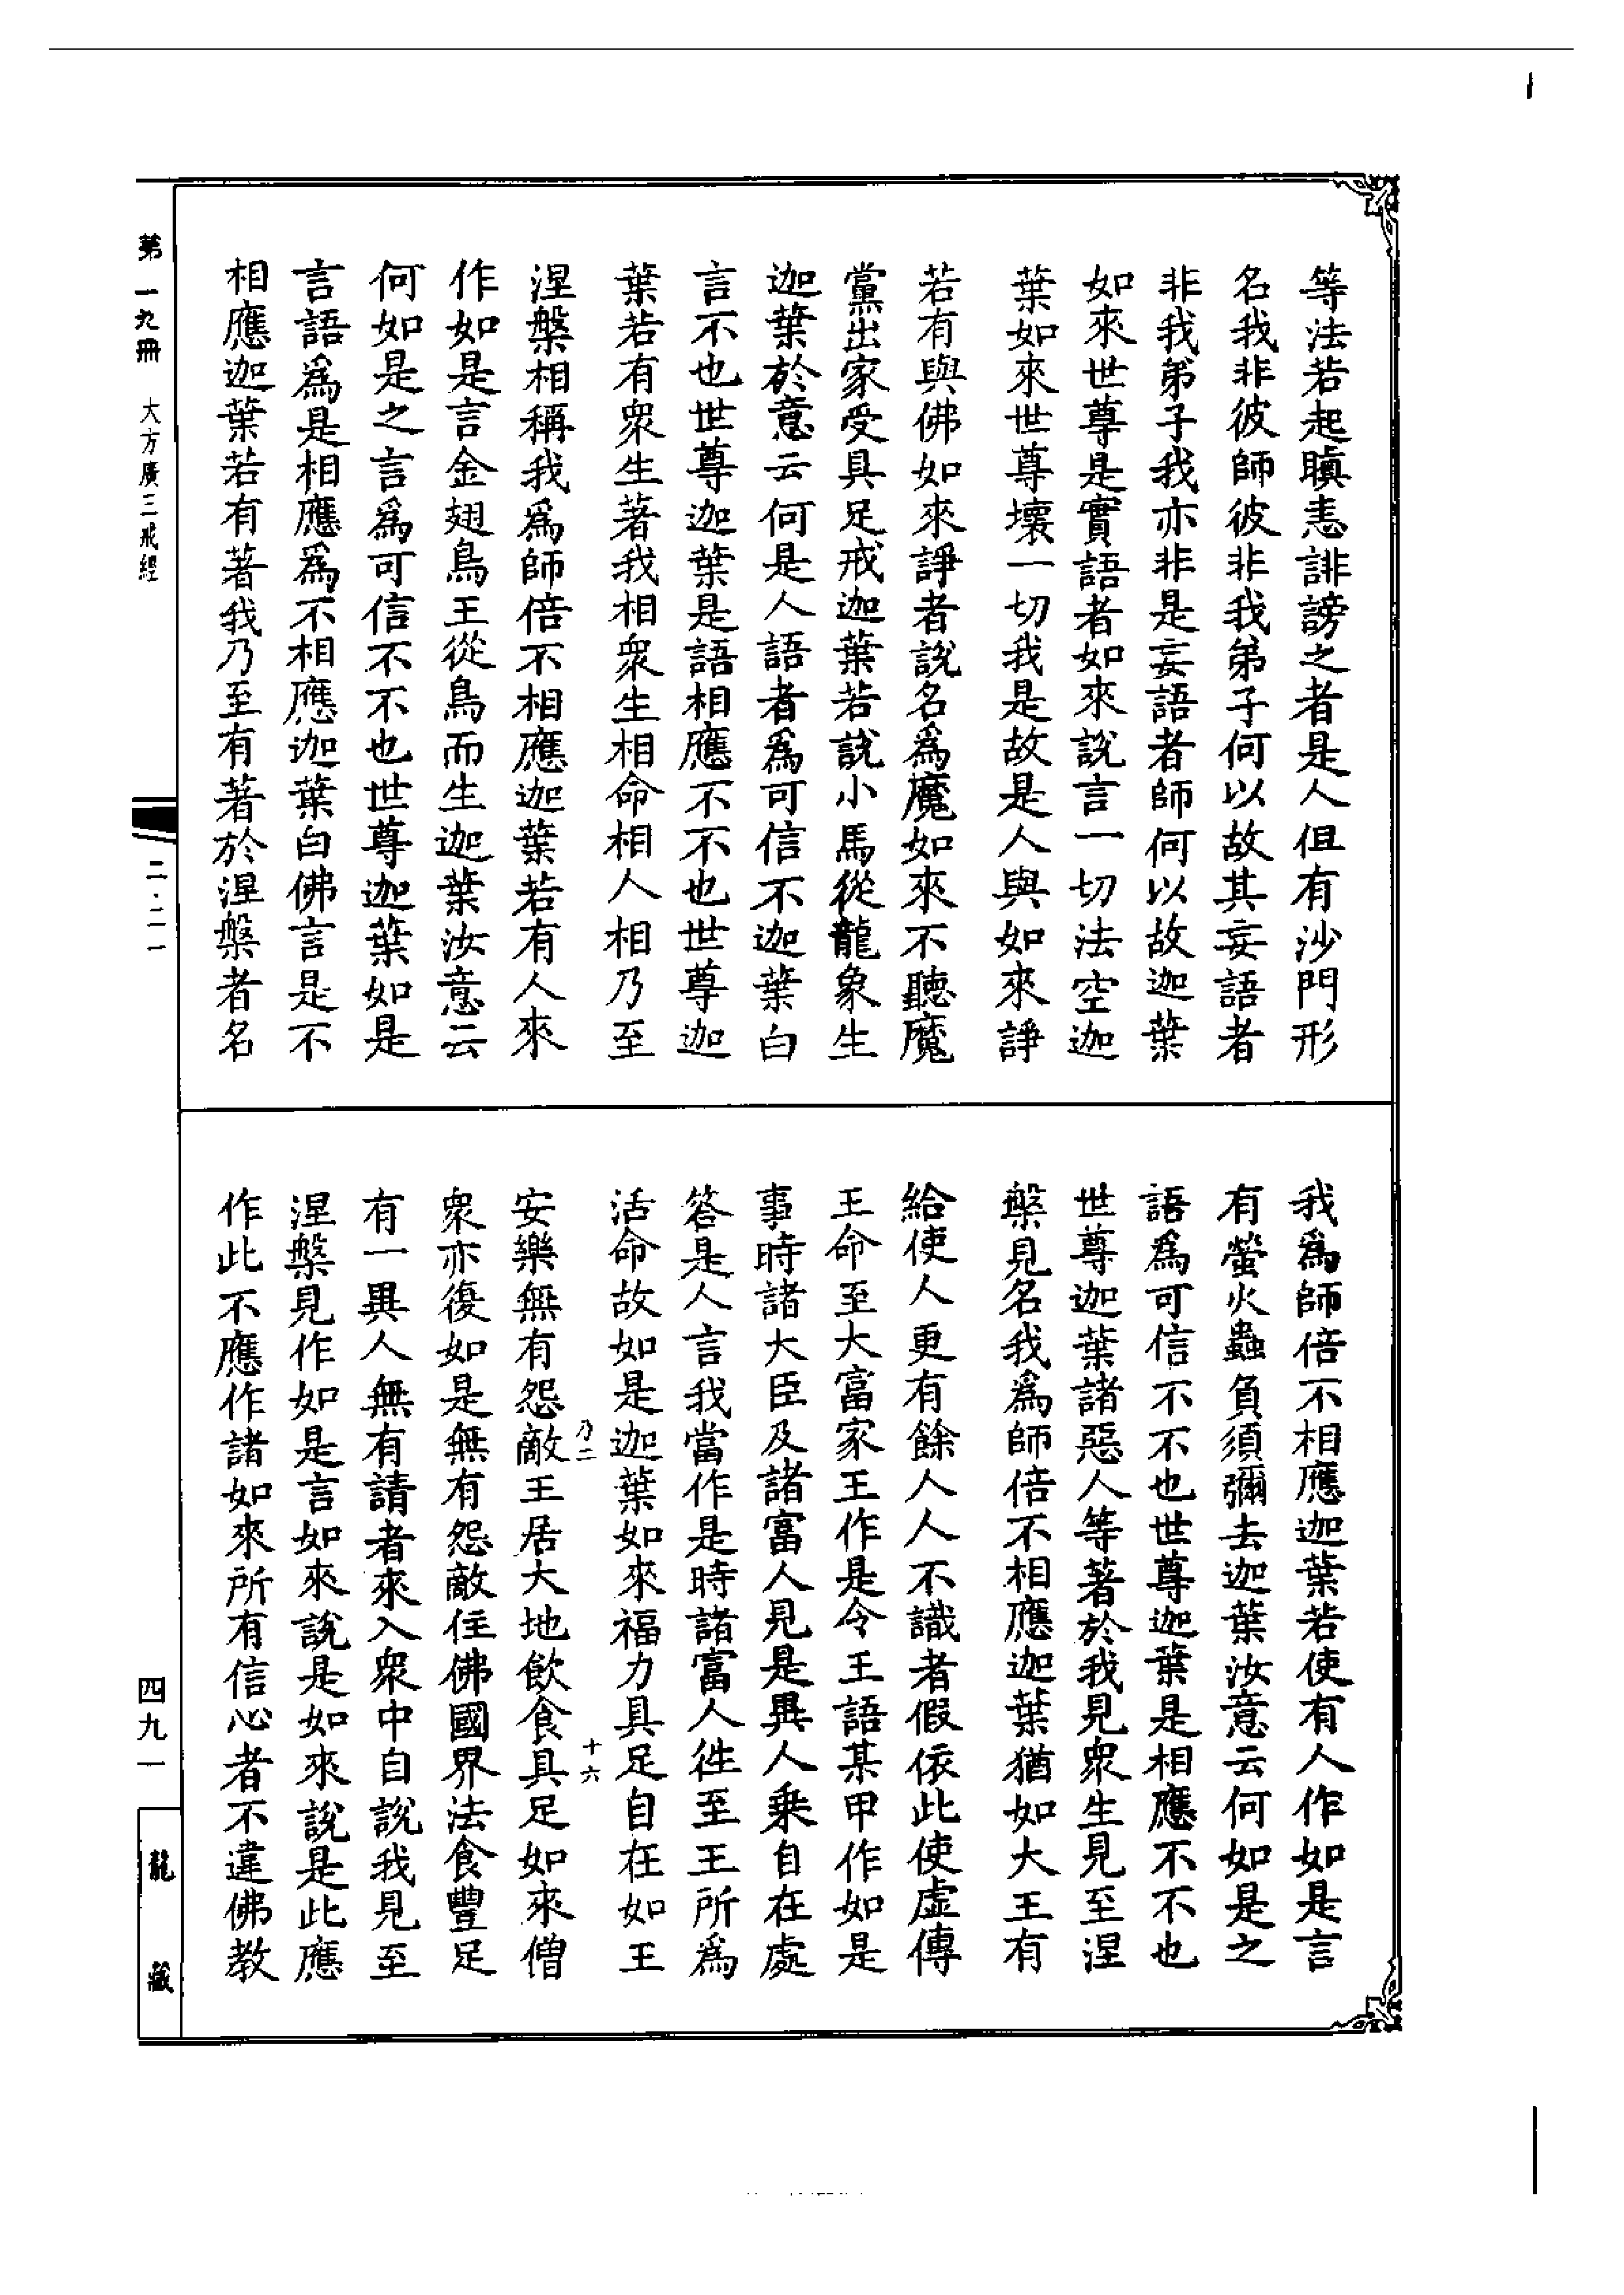 等法若起瞋恚誹謗之者是人但有沙門形
名我非彼師彼非我弟子何以故其妄語者
非我弟子我亦非是妄語者師何以故迦葉
如來世尊是實語者如來說言一切法空迦
葉如來世尊壞一切我是故是人與如來諍
若有與佛如來諍者說名爲魔如來不聽魔
黨出家受具足戒迦葉若說小馬從龍象生
迦葉於意云何是人語者爲可信不迦葉白
言不也世尊迦葉是語相應不不也世尊迦
葉若有衆生著我相衆生相命相人相乃至
涅槃相稱我爲師倍不相應迦葉若有人來
作如是言金翅鳥王從鳥而生迦葉汝意云
何如是之言爲可信不不也世尊迦葉如是
言語爲是相應爲不相應迦葉白佛言是不
相應迦葉若有著我乃至有著於涅槃者名
我爲師倍不相應迦葉若使有人作如是言
有螢火蟲負須彌去迦葉汝意云何如是之
語爲可信不不也世尊迦葉是相應不不也
世尊迦葉諸惡人等著於我見衆生見至涅
槃見名我爲師倍不相應迦葉猶如大王有
給使人更有餘人人不識者假依此使虛傳
王命至大富家王作是令王語某甲作如是
事時諸大臣及諸富人見是異人乘自在處
答是人言我當作是時諸富人徃至王所爲
活命故如是迦葉如來福力具足自在如王
乃二 十六
安樂無有怨敵王居大地飲食具足如來僧
衆亦復如是無有怨敵住佛國界法食豐足
有一異人無有請者來入衆中自說我見至
涅槃見作如是言如來說是如來說是此應
作此不應作諸如來所有信心者不違佛教
第一九冊 大方廣三戒經
二·二一
四九一
龍藏